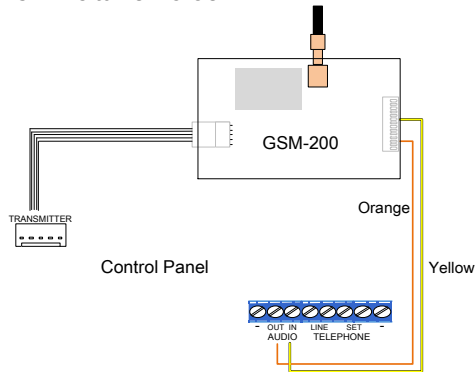 GSM-200
Orange
TRANSMITTER
Control Panel
Yellow
- OUT IN LINE SET -
AUDIO TELEPHONE